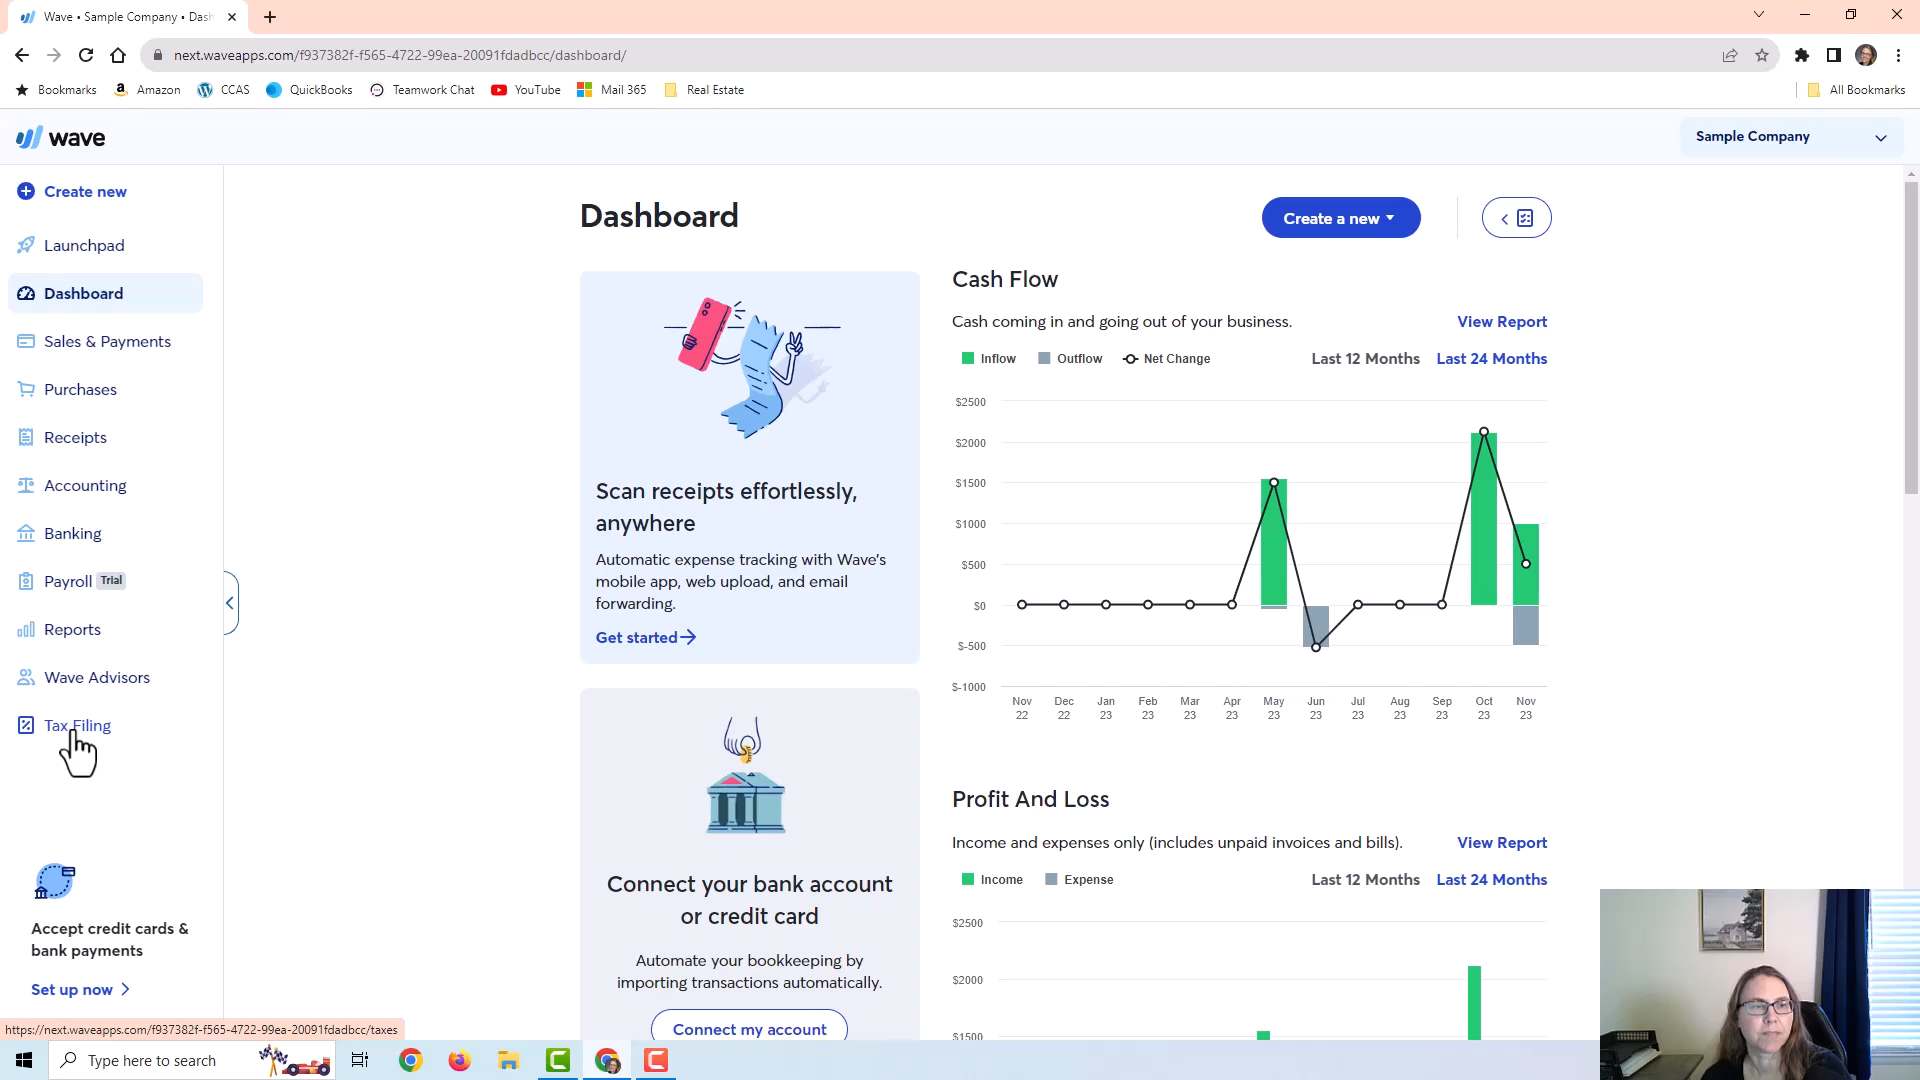 Wave • Sample Company • Dash
next.waveapps.com/f937382f-f565-4722-99ea-20091fdadbcc/dashboard/
Bookmarks
Amazon
CCAS
QuickBooks
Teamwork Chat
YouTube
Mail 365
Real Estate
All Bookmarks
wave
Sample Company
Create new
Launchpad
Dashboard
Sales & Payments
Purchases
Receipts
Accounting
Banking
Payroll Trial
Reports
Wave Advisors
Tax Filing
Accept credit cards &
bank payments
Set up now
https://next.waveapps.com/f937382f-f565-4722-99ea-20091fdadbcc/taxes
Dashboard
Create a new
Scan receipts effortlessly,
anywhere
Automatic expense tracking with Wave's
mobile app, web upload, and email
forwarding.
Get started
Connect your bank account
or credit card
Automate your bookkeeping by
importing transactions automatically.
Connect my account
Cash Flow
Cash coming in and going out of your business.
View Report
Inflow
Outflow
Net Change
Last 12 Months
Last 24 Months
$2500
$2000
$1500
$1000
$500
$0
$-500
$-1000
Nov Dec Jan Feb Mar Apr May Jun Jul Aug Sep Oct Nov
22 22 23 23 23 23 23 23 23 23 23 23 23
Profit And Loss
Income and expenses only (includes unpaid invoices and bills).
View Report
Income
Expense
Last 12 Months
Last 24 Months
$2500
$2000
$1500
Type here to search